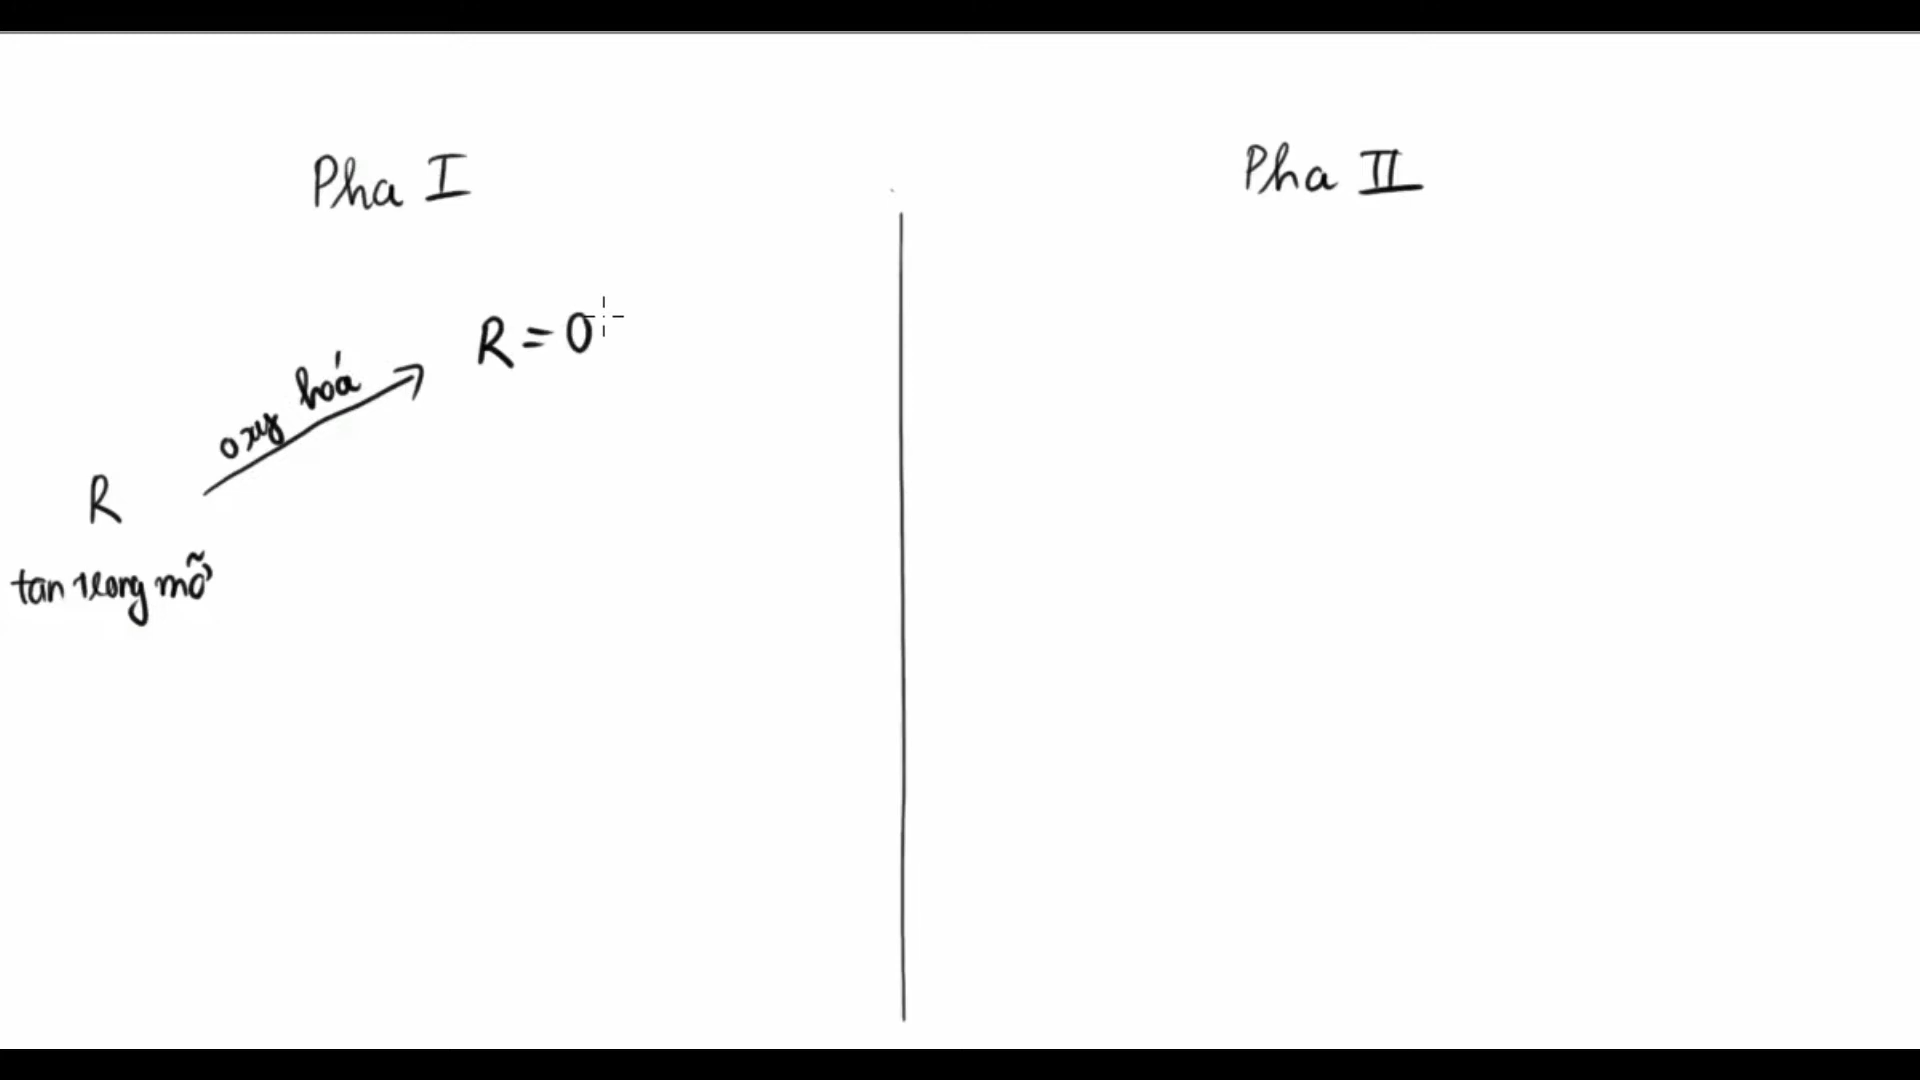 Pha I
Pha II
R = O
oxy hoá
R
tan trong mỡ